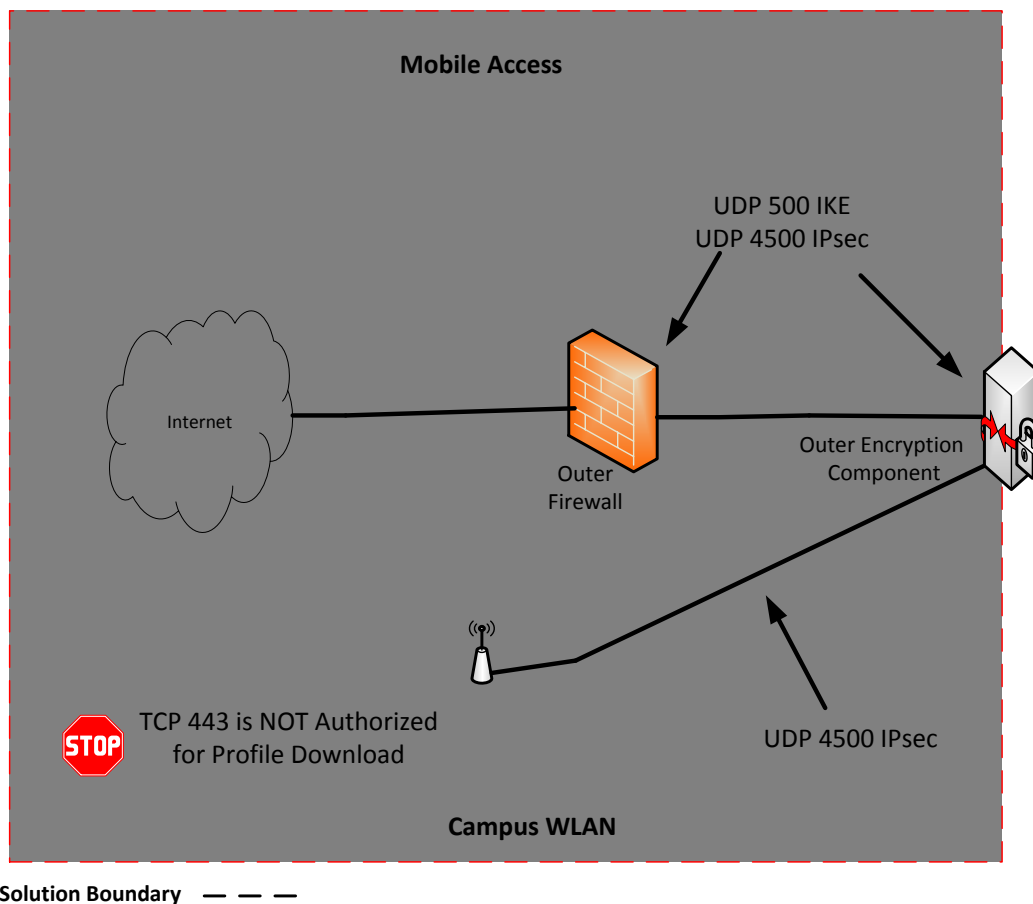 Mobile Access
UDP 500 IKE
UDP 4500 IPsec
Internet
Outer
Firewall
Outer Encryption
Component
TCP 443 is NOT Authorized
for Profile Download
STOP
UDP 4500 IPsec
Campus WLAN
Solution Boundary